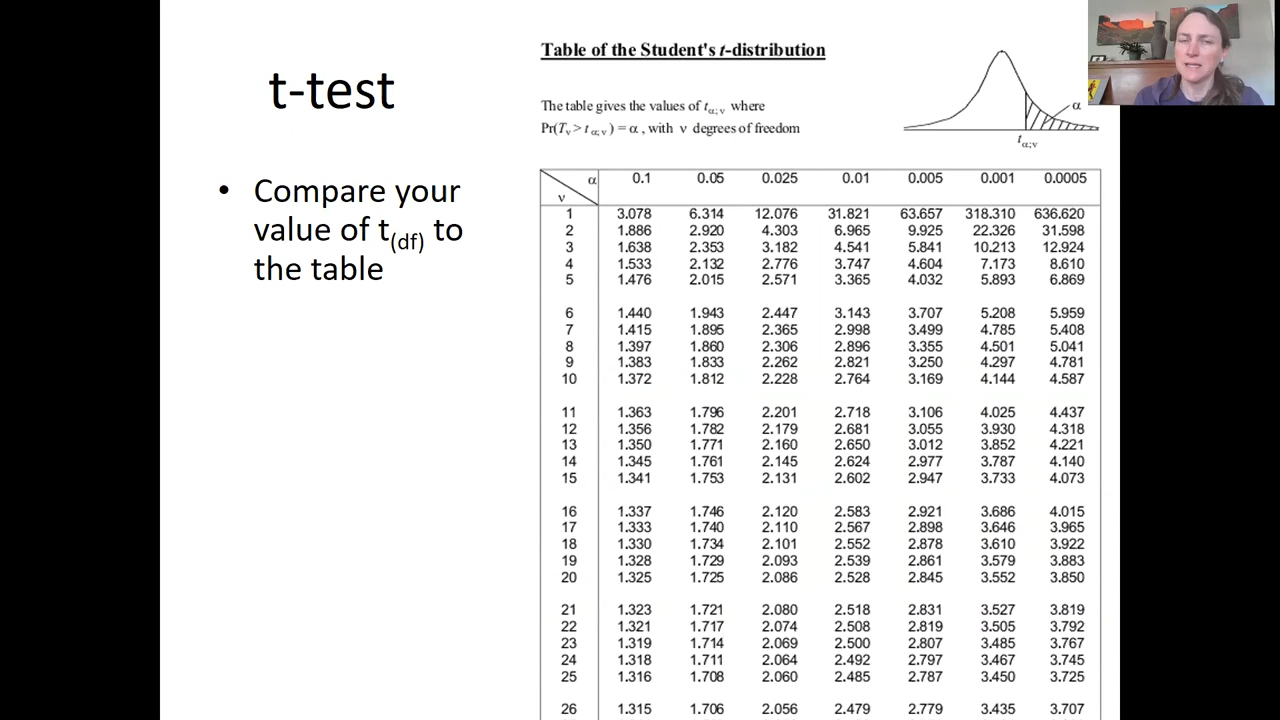 t-test
• Compare your
value of t(df) to
the table
Table of the Student's t-distribution
The table gives the values of tα;ν where
Pr(Tν > tα;ν) = α, with ν degrees of freedom
α
tα;ν
α 0.1 0.05 0.025 0.01 0.005 0.001 0.0005
ν
1 3.078 6.314 12.076 31.821 63.657 318.310 636.620
2 1.886 2.920 4.303 6.965 9.925 22.326 31.598
3 1.638 2.353 3.182 4.541 5.841 10.213 12.924
4 1.533 2.132 2.776 3.747 4.604 7.173 8.610
5 1.476 2.015 2.571 3.365 4.032 5.893 6.869
6 1.440 1.943 2.447 3.143 3.707 5.208 5.959
7 1.415 1.895 2.365 2.998 3.499 4.785 5.408
8 1.397 1.860 2.306 2.896 3.355 4.501 5.041
9 1.383 1.833 2.262 2.821 3.250 4.297 4.781
10 1.372 1.812 2.228 2.764 3.169 4.144 4.587
11 1.363 1.796 2.201 2.718 3.106 4.025 4.437
12 1.356 1.782 2.179 2.681 3.055 3.930 4.318
13 1.350 1.771 2.160 2.650 3.012 3.852 4.221
14 1.345 1.761 2.145 2.624 2.977 3.787 4.140
15 1.341 1.753 2.131 2.602 2.947 3.733 4.073
16 1.337 1.746 2.120 2.583 2.921 3.686 4.015
17 1.333 1.740 2.110 2.567 2.898 3.646 3.965
18 1.330 1.734 2.101 2.552 2.878 3.610 3.922
19 1.328 1.729 2.093 2.539 2.861 3.579 3.883
20 1.325 1.725 2.086 2.528 2.845 3.552 3.850
21 1.323 1.721 2.080 2.518 2.831 3.527 3.819
22 1.321 1.717 2.074 2.508 2.819 3.505 3.792
23 1.319 1.714 2.069 2.500 2.807 3.485 3.767
24 1.318 1.711 2.064 2.492 2.797 3.467 3.745
25 1.316 1.708 2.060 2.485 2.787 3.450 3.725
26 1.315 1.706 2.056 2.479 2.779 3.435 3.707